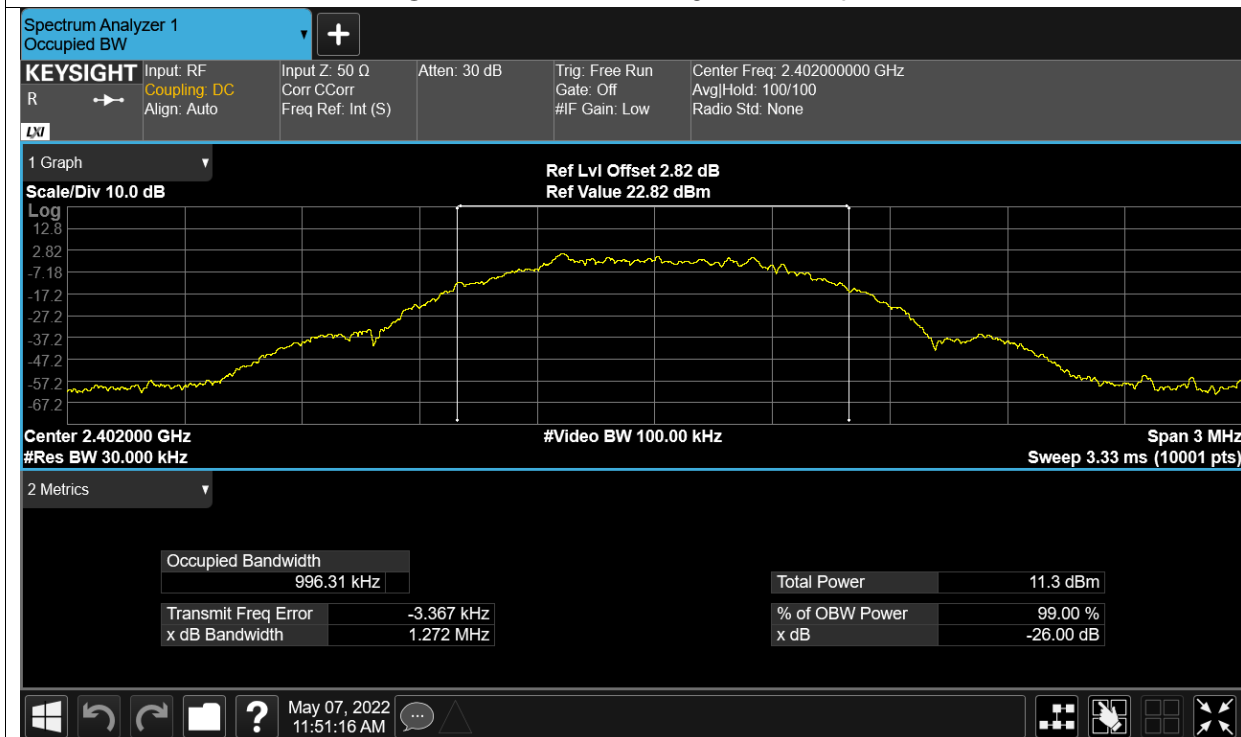 Spectrum Analyzer 1
Occupied BW
+
KEYSIGHT Input: RF Input Z: 50 Ω Atten: 30 dB Trig: Free Run Center Freq: 2.402000000 GHz
R Coupling: DC Corr CCorr Gate: Off Avg|Hold: 100/100
Align: Auto Freq Ref: Int (S) #IF Gain: Low Radio Std: None
LXI
1 Graph
Ref Lvl Offset 2.82 dB
Scale/Div 10.0 dB Ref Value 22.82 dBm
Log
12.8
2.82
-7.18
-17.2
-27.2
-37.2
-47.2
-57.2
-67.2
Center 2.402000 GHz #Video BW 100.00 kHz Span 3 MHz
#Res BW 30.000 kHz Sweep 3.33 ms (10001 pts)
2 Metrics
Occupied Bandwidth
996.31 kHz Total Power 11.3 dBm
Transmit Freq Error -3.367 kHz % of OBW Power 99.00 %
x dB Bandwidth 1.272 MHz x dB -26.00 dB
? May 07, 2022
11:51:16 AM